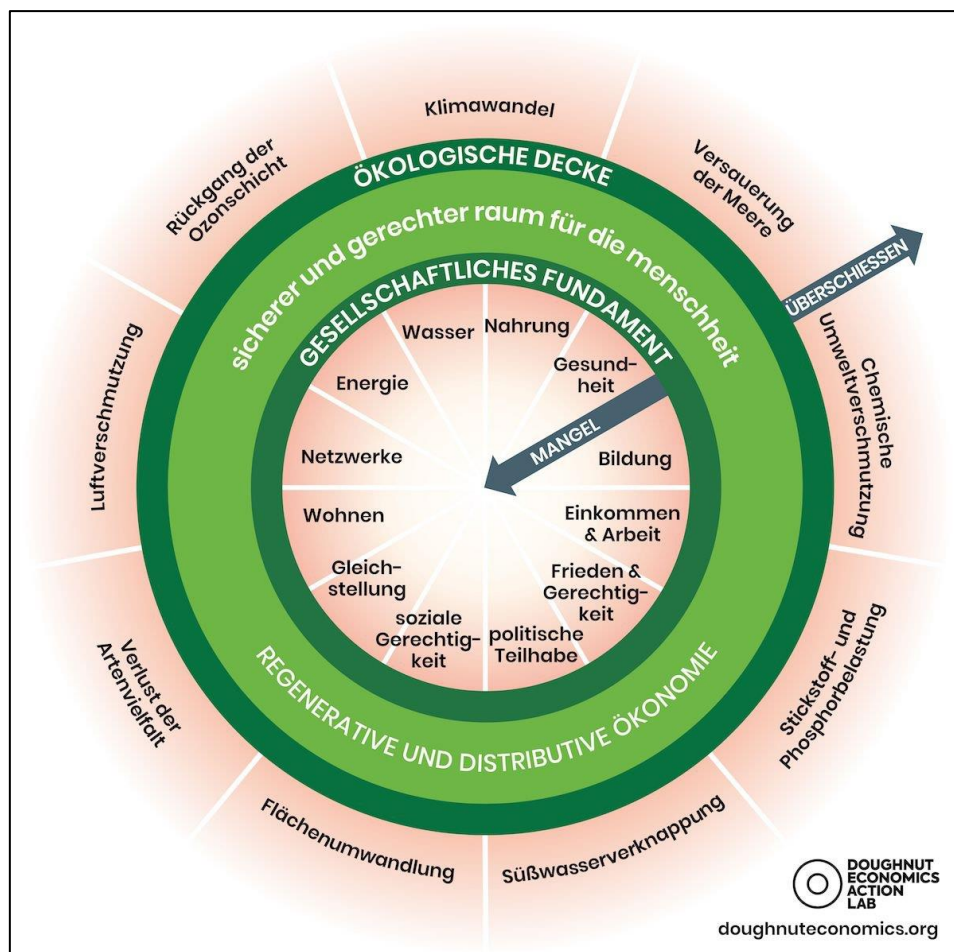 Klimawandel
Versauerung
der Meere
ÜBERSCHIESSEN
Chemische
Umweltverschmutzung
Stickstoff- und
Phosphorbelastung
Süßwasserverknappung
Flächenumwandlung
Verlust der
Artenvielfalt
Luftverschmutzung
Rückgang der
Ozonschicht
ÖKOLOGISCHE DECKE
sicherer und gerechter raum für die menschheit
GESELLSCHAFTLICHES FUNDAMENT
Wasser
Nahrung
Gesund-
heit
MANGEL
Bildung
Einkommen
& Arbeit
Frieden &
Gerechtig-
keit
politische
Teilhabe
soziale
Gerechtig-
keit
Gleich-
stellung
Wohnen
Netzwerke
Energie
REGENERATIVE UND DISTRIBUTIVE ÖKONOMIE
DOUGHNUT
ECONOMICS
ACTION
LAB
doughnuteconomics.org